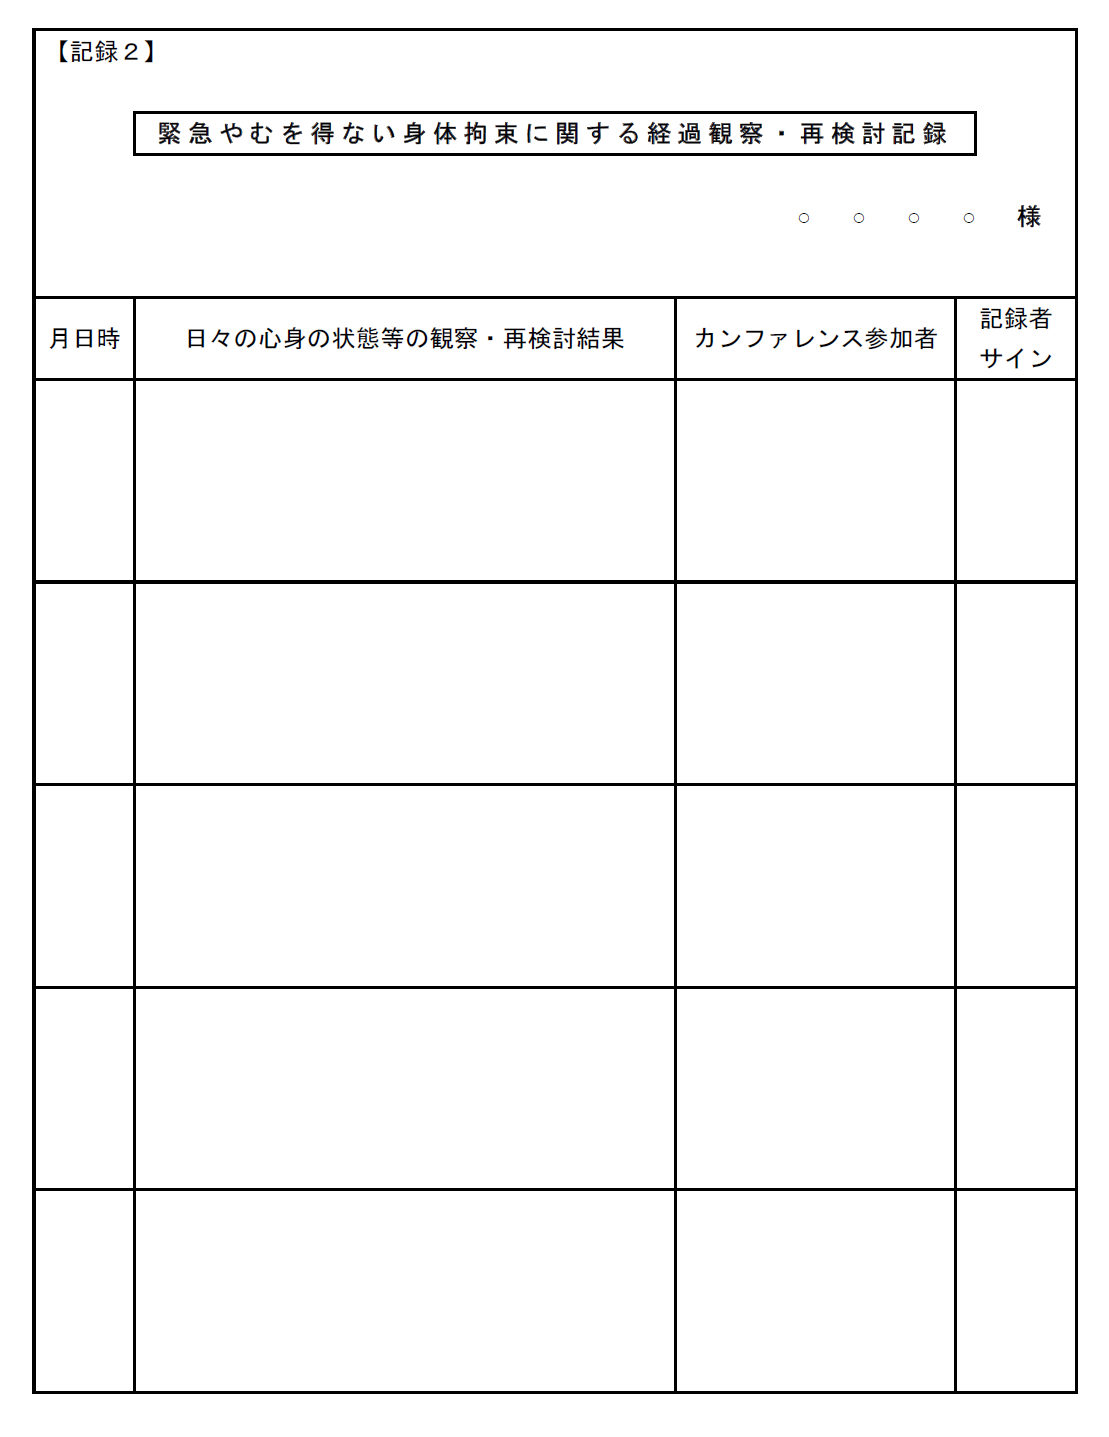 【記録２】
緊急やむを得ない身体拘束に関する経過観察・再検討記録
○ ○ ○ ○ 様
月日時 日々の心身の状態等の観察・再検討結果 カンファレンス参加者 記録者
サイン